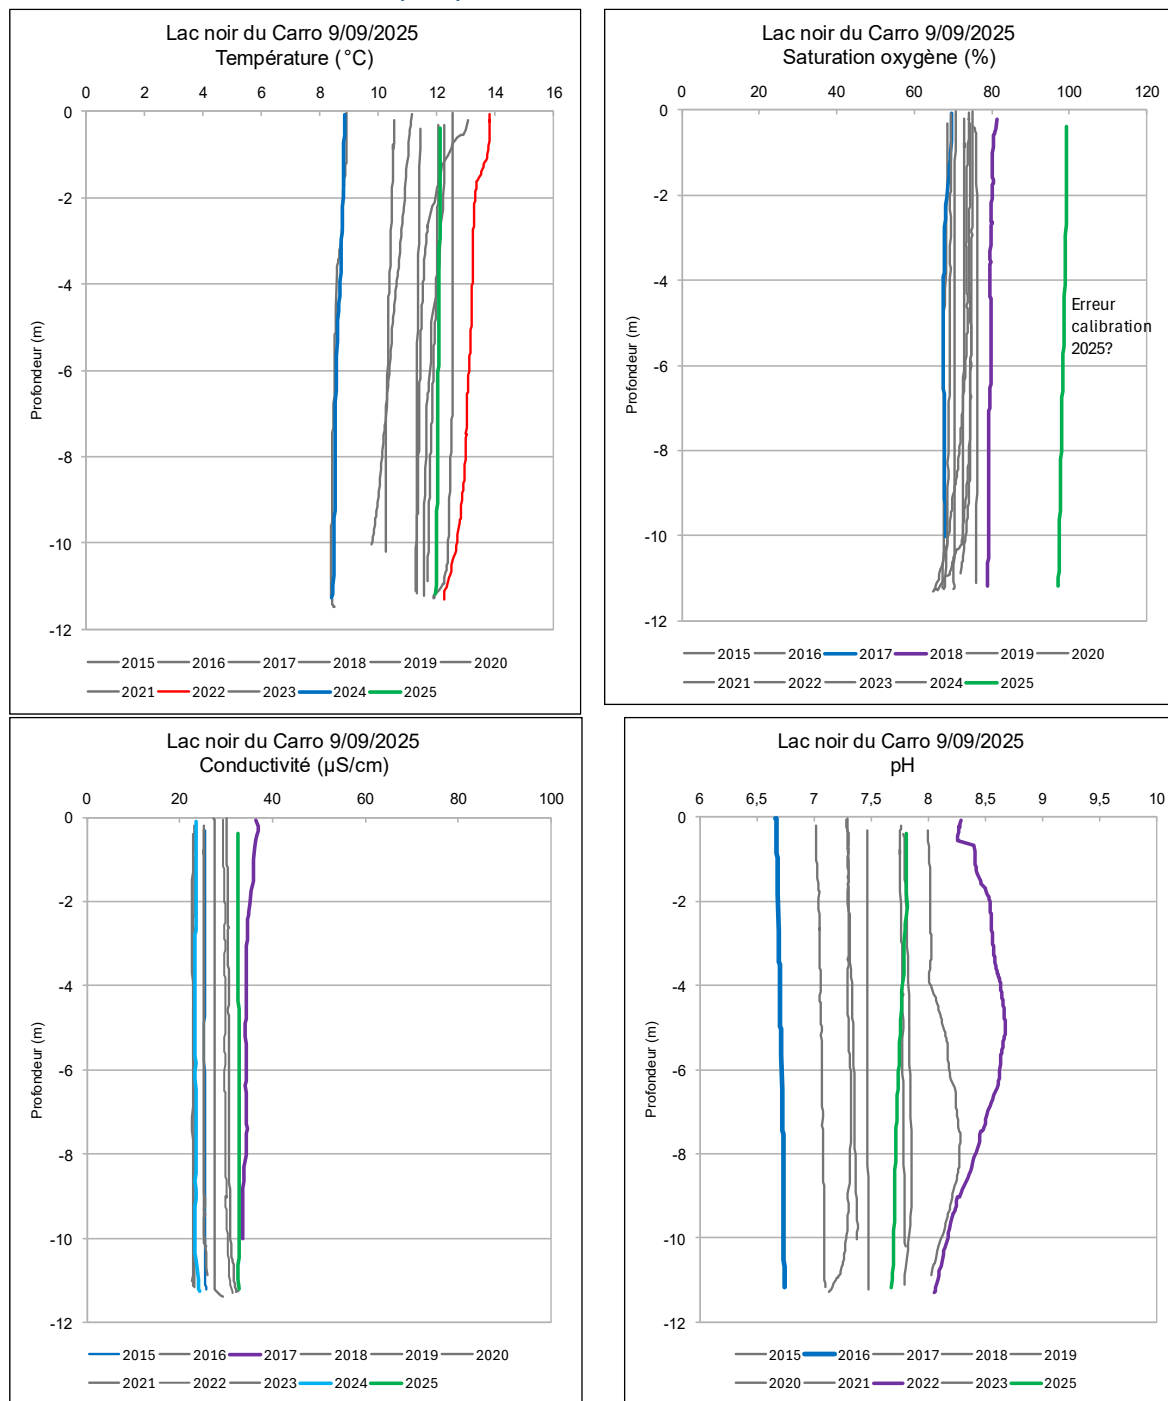 Lac noir du Carro 9/09/2025
Température (°C)
0 2 4 6 8 10 12 14 16
0
-2
-4
-6
-8
-10
-12
Profondeur (m)
2015 2016 2017 2018 2019 2020
2021 2022 2023 2024 2025
Lac noir du Carro 9/09/2025
Saturation oxygène (%)
0 20 40 60 80 100 120
0
-2
-4
-6
-8
-10
-12
Profondeur (m)
Erreur
calibration
2025?
2015 2016 2017 2018 2019 2020
2021 2022 2023 2024 2025
Lac noir du Carro 9/09/2025
Conductivité (µS/cm)
0 20 40 60 80 100
0
-2
-4
-6
-8
-10
-12
Profondeur (m)
2015 2016 2017 2018 2019 2020
2021 2022 2023 2024 2025
Lac noir du Carro 9/09/2025
pH
6 6,5 7 7,5 8 8,5 9 9,5 10
0
-2
-4
-6
-8
-10
-12
Profondeur (m)
2015 2016 2017 2018 2019
2020 2021 2022 2023 2025